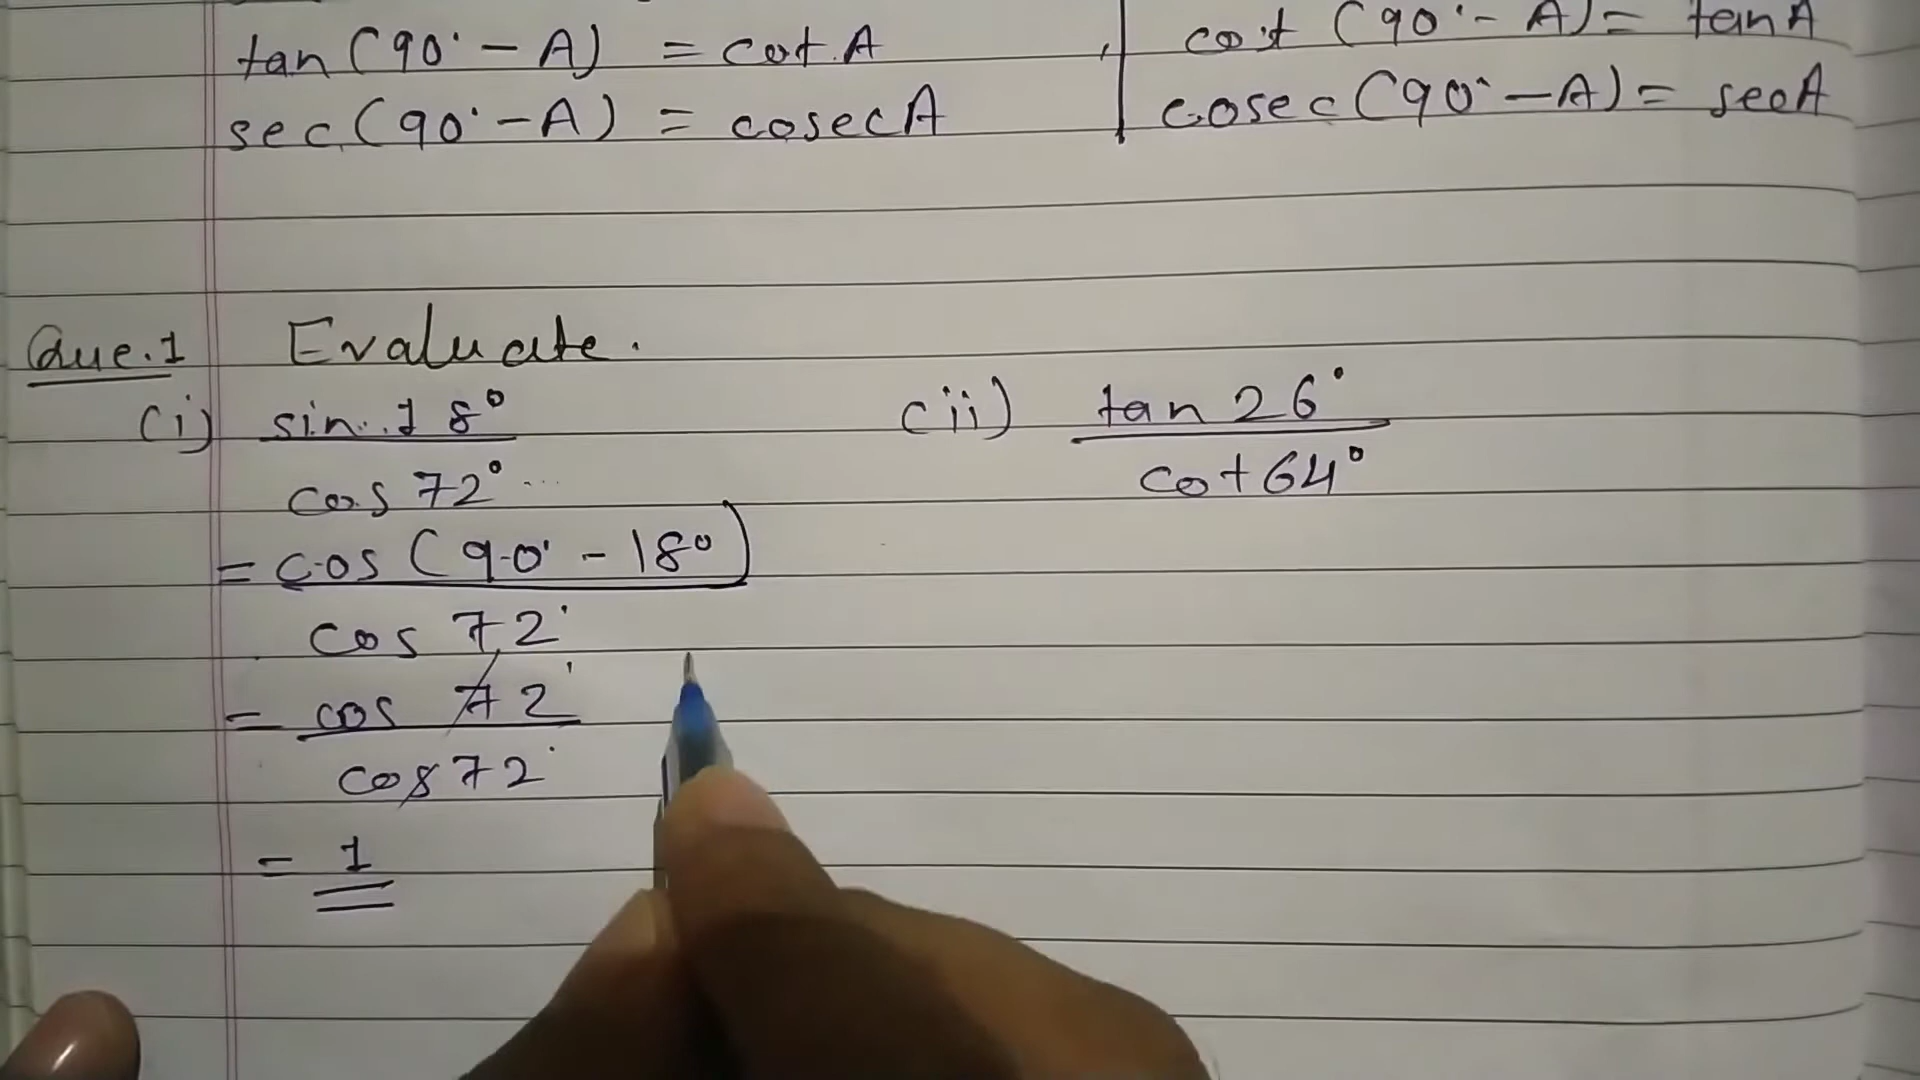 tan (90° - A) = cot A , cot (90° - A) = tan A
sec (90° - A) = cosec A cosec (90° - A) = sec A
Que.1 Evaluate.
(i) sin 18° (ii) tan 26°
cos 72° cot 64°
= cos (90° - 18°)
cos 72°
= cos 72°
cos 72°
= 1